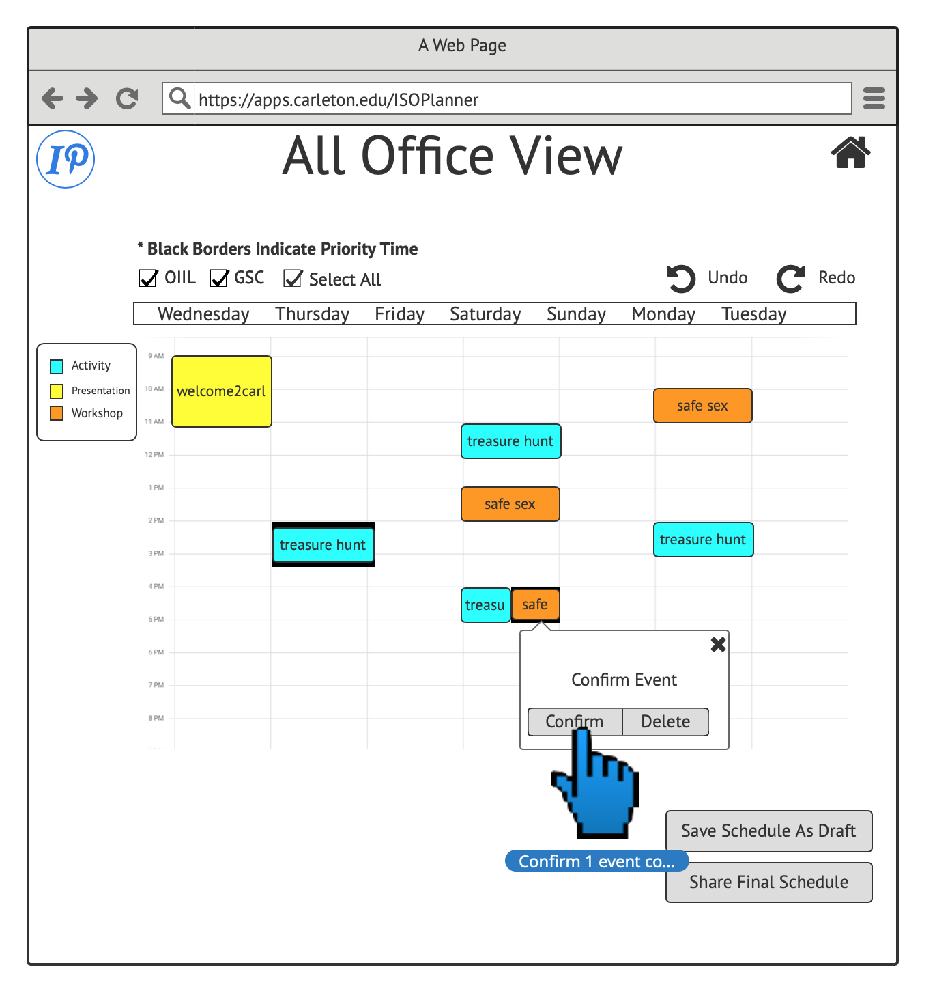 A Web Page
https://apps.carleton.edu/ISOPlanner
IP
All Office View
* Black Borders Indicate Priority Time
OIIL GSC Select All Undo Redo
Wednesday Thursday Friday Saturday Sunday Monday Tuesday
Activity
Presentation
Workshop
9 AM
welcome2carl
10 AM
safe sex
11 AM
treasure hunt
12 PM
1 PM
safe sex
2 PM
treasure hunt
treasure hunt
3 PM
4 PM
treasu safe
5 PM
6 PM
Confirm Event
7 PM
Confirm Delete
8 PM
Save Schedule As Draft
Confirm 1 event co...
Share Final Schedule